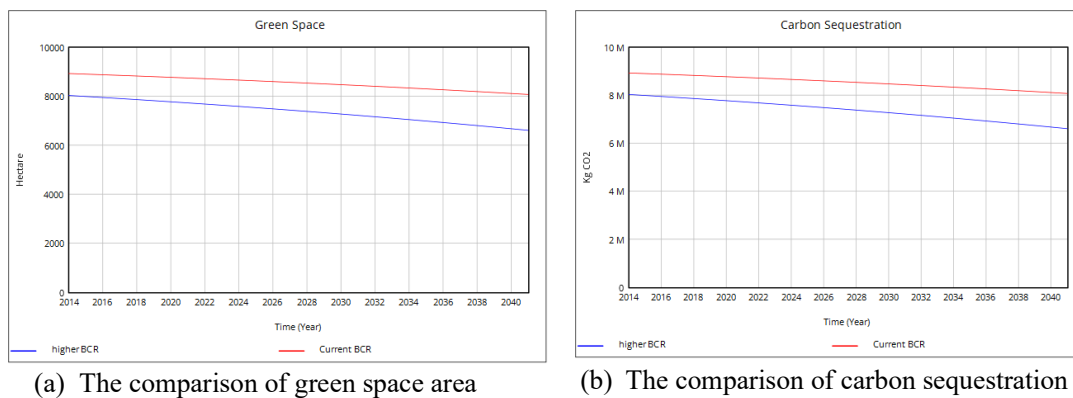 Green Space
10000
8000
6000
4000
2000
0
Hectare
2014 2016 2018 2020 2022 2024 2026 2028 2030 2032 2034 2036 2038 2040
Time (Year)
higher BCR Current BCR
(a) The comparison of green space area
Carbon Sequestration
10 M
8 M
6 M
4 M
2 M
0
Kg CO2
2014 2016 2018 2020 2022 2024 2026 2028 2030 2032 2034 2036 2038 2040
Time (Year)
higher BCR Current BCR
(b) The comparison of carbon sequestration